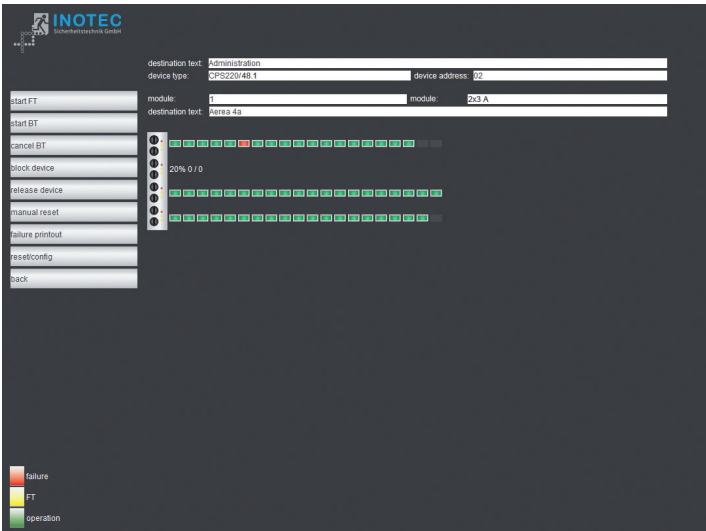 INOTEC
Sicherheitstechnik GmbH
destination text: Administration
device type: CPS220/48.1 device address: 02
module: 1 module: 2x3 A
destination text: Aerea 4a
start FT
start BT
cancel BT
block device
release device
manual reset
failure printout
reset/config
back
20% 0 / 0
failure
FT
operation